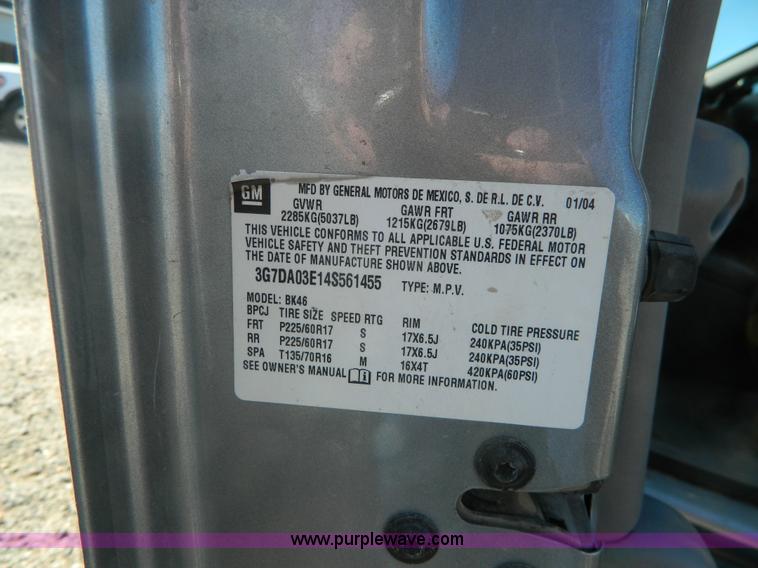 GM MFD BY GENERAL MOTORS DE MEXICO, S. DE R.L. DE C.V. 01/04
GVWR GAWR FRT GAWR RR
2285KG(5037LB) 1215KG(2679LB) 1075KG(2370LB)
THIS VEHICLE CONFORMS TO ALL APPLICABLE U.S. FEDERAL MOTOR
VEHICLE SAFETY AND THEFT PREVENTION STANDARDS IN EFFECT ON
THE DATE OF MANUFACTURE SHOWN ABOVE.
3G7DA03E14S561455 TYPE: M.P.V.
MODEL: BK46
BPCJ TIRE SIZE SPEED RTG RIM COLD TIRE PRESSURE
FRT P225/60R17 S 17X6.5J 240KPA(35PSI)
RR P225/60R17 S 17X6.5J 240KPA(35PSI)
SPA T135/70R16 M 16X4T 420KPA(60PSI)
SEE OWNER'S MANUAL FOR MORE INFORMATION.
www.purplewave.com